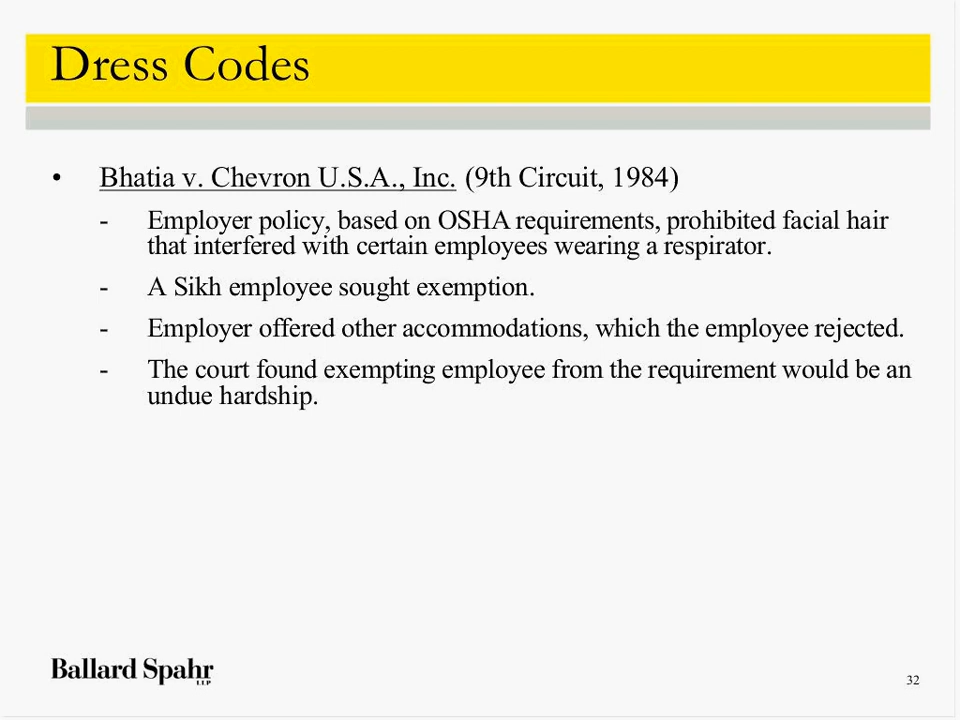 Dress Codes
• Bhatia v. Chevron U.S.A., Inc. (9th Circuit, 1984)
- Employer policy, based on OSHA requirements, prohibited facial hair
that interfered with certain employees wearing a respirator.
- A Sikh employee sought exemption.
- Employer offered other accommodations, which the employee rejected.
- The court found exempting employee from the requirement would be an
undue hardship.
Ballard Spahr
LLP
32